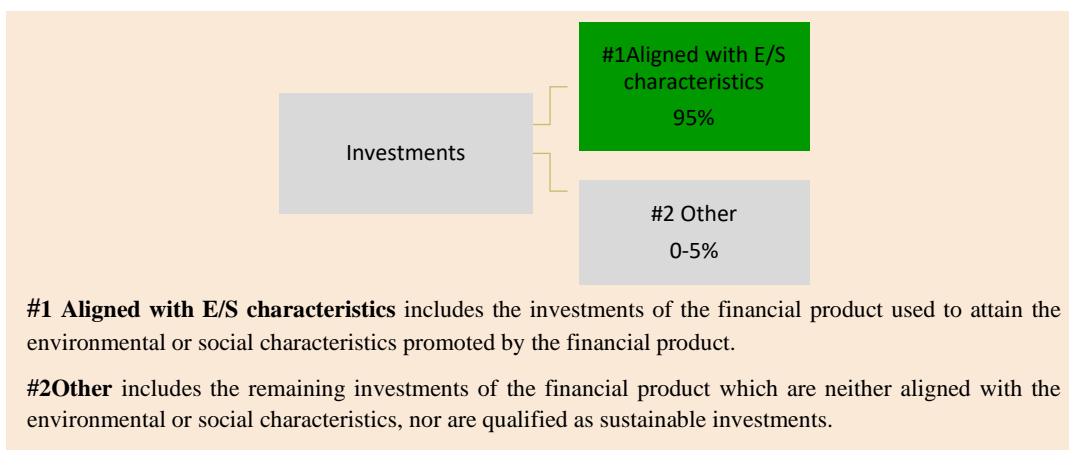 #1Aligned with E/S
characteristics
95%
Investments
#2 Other
0-5%
#1 Aligned with E/S characteristics includes the investments of the financial product used to attain the
environmental or social characteristics promoted by the financial product.
#2Other includes the remaining investments of the financial product which are neither aligned with the
environmental or social characteristics, nor are qualified as sustainable investments.